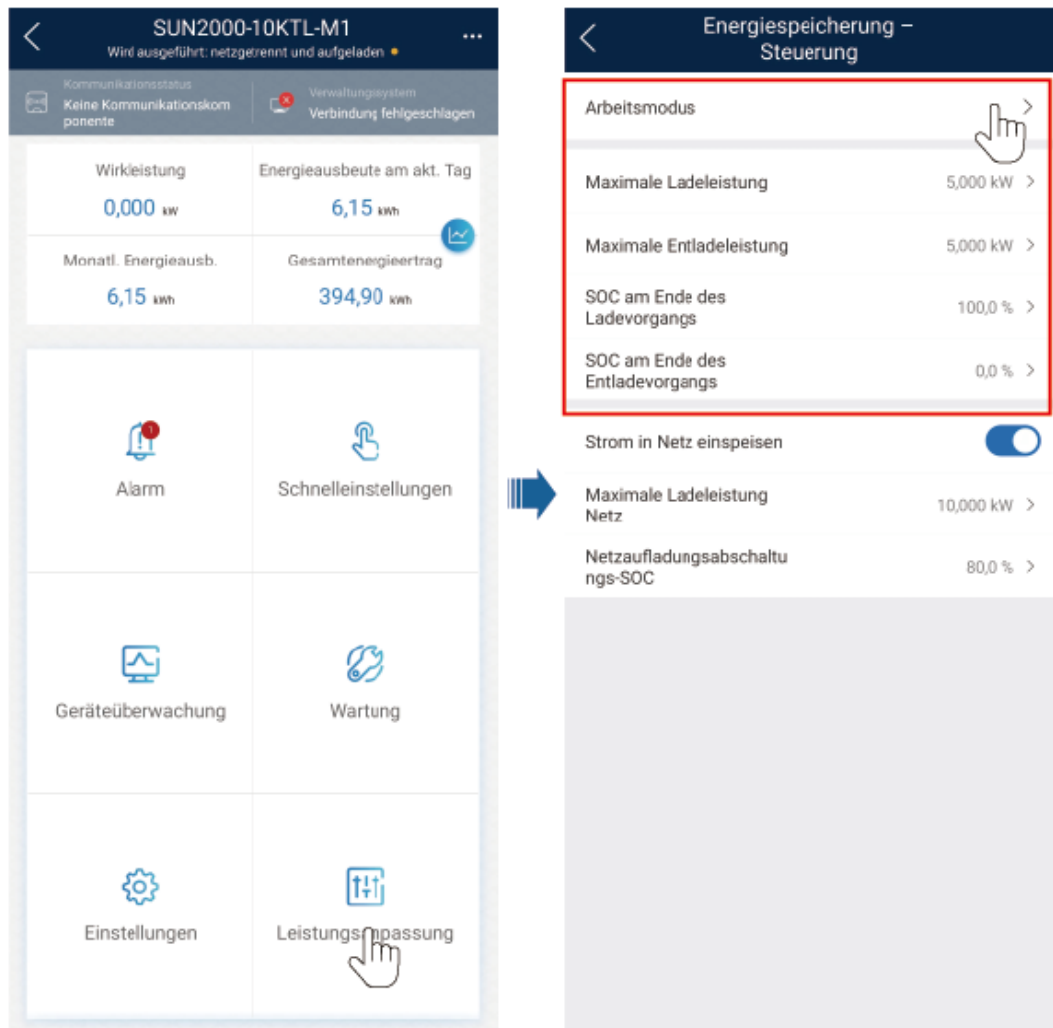 SUN2000-10KTL-M1
Wird ausgeführt: netzgetrennt und aufgeladen
Kommunikationsstatus
Keine Kommunikationskom
ponente
Verwaltungssystem
Verbindung fehlgeschlagen
Wirkleistung
0,000 kW
Energieausbeute am akt. Tag
6,15 kWh
Monatl. Energieausb.
6,15 kWh
Gesamtenergieertrag
394,90 kWh
1
Alarm
Schnelleinstellungen
Geräteüberwachung
Wartung
Einstellungen
Leistungsanpassung
Energiespeicherung –
Steuerung
Arbeitsmodus
Maximale Ladeleistung
5,000 kW
Maximale Entladeleistung
5,000 kW
SOC am Ende des
Ladevorgangs
100,0 %
SOC am Ende des
Entladevorgangs
0,0 %
Strom in Netz einspeisen
Maximale Ladeleistung
Netz
10,000 kW
Netzaufladungsabschaltu
ngs-SOC
80,0 %